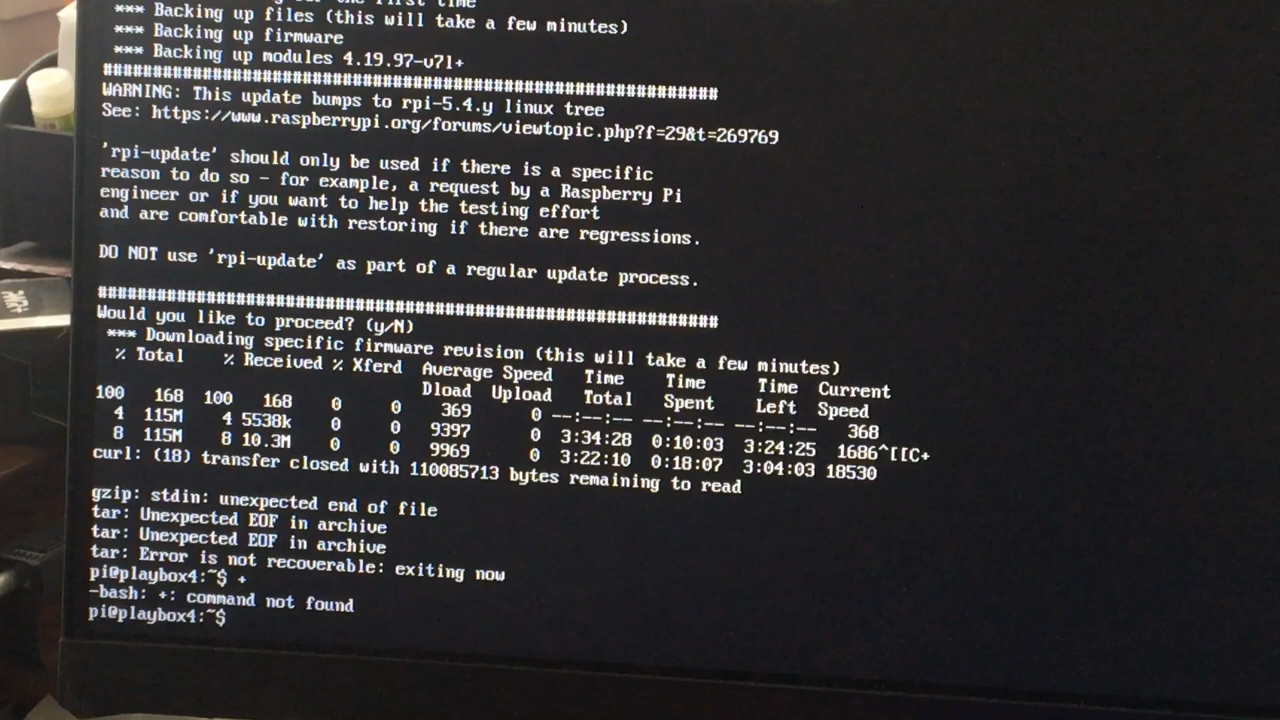 for the first time
*** Backing up files (this will take a few minutes)
*** Backing up firmware
*** Backing up modules 4.19.97-v7l+
#############################################################
WARNING: This update bumps to rpi-5.4.y linux tree
See: https://www.raspberrypi.org/forums/viewtopic.php?f=29&t=269769
'rpi-update' should only be used if there is a specific
reason to do so - for example, a request by a Raspberry Pi
engineer or if you want to help the testing effort
and are comfortable with restoring if there are regressions.
DO NOT use 'rpi-update' as part of a regular update process.
#############################################################
Would you like to proceed? (y/N)
*** Downloading specific firmware revision (this will take a few minutes)
% Total % Received % Xferd Average Speed Time Time Time Current
Dload Upload Total Spent Left Speed
100 168 100 168 0 0 369 0 --:--:-- --:--:-- --:--:-- 368
4 115M 4 5538k 0 0 9397 0 3:34:28 0:10:03 3:24:25 1686^[[C+
8 115M 8 10.3M 0 0 9969 0 3:22:10 0:18:07 3:04:03 18530
curl: (18) transfer closed with 110085713 bytes remaining to read
gzip: stdin: unexpected end of file
tar: Unexpected EOF in archive
tar: Unexpected EOF in archive
tar: Error is not recoverable: exiting now
pi@playbox4:~$ +
-bash: +: command not found
pi@playbox4:~$